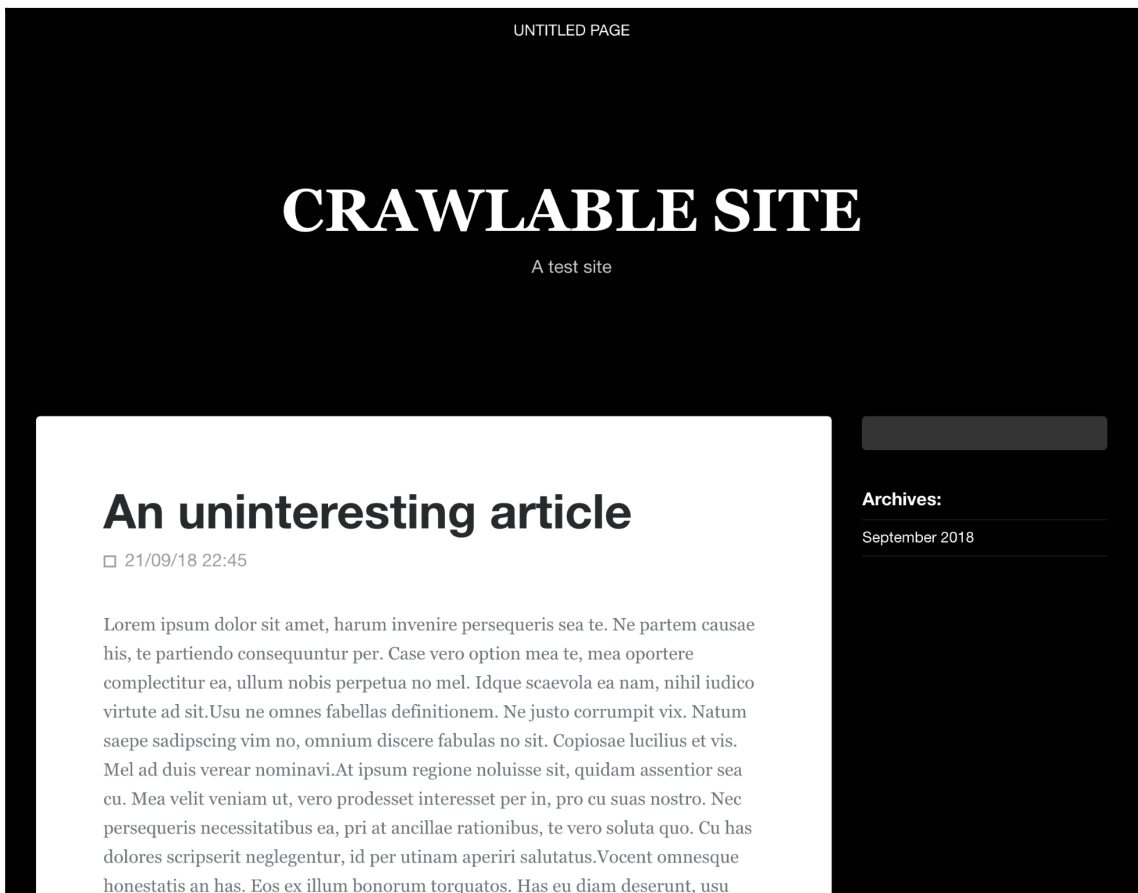 UNTITLED PAGE
CRAWLABLE SITE
A test site
An uninteresting article
21/09/18 22:45
Lorem ipsum dolor sit amet, harum invenire persequeris sea te. Ne partem causae
his, te partiendo consequuntur per. Case vero option mea te, mea oportere
complectitur ea, ullum nobis perpetua no mel. Idque scaevola ea nam, nihil iudico
virtute ad sit.Usu ne omnes fabellas definitionem. Ne justo corrumpit vix. Natum
saepe sadipscing vim no, omnium discere fabulas no sit. Copiosae lucilius et vis.
Mel ad duis verear nominavi.At ipsum regione noluisse sit, quidam assentior sea
cu. Mea velit veniam ut, vero prodesset interesset per in, pro cu suas nostro. Nec
persequeris necessitatibus ea, pri at ancillae rationibus, te vero soluta quo. Cu has
dolores scripserit neglegentur, id per utinam aperiri salutatus.Vocent omnesque
honestatis an has. Eos ex illum bonorum torquatos. Has eu diam deserunt, usu
Archives:
September 2018